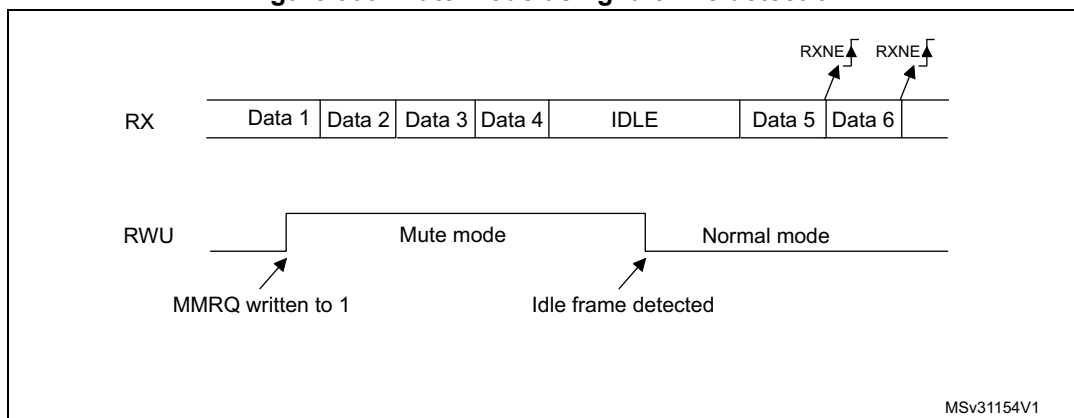 RXNE RXNE
RX Data 1 Data 2 Data 3 Data 4 IDLE Data 5 Data 6
RWU Mute mode Normal mode
MMRQ written to 1 Idle frame detected
MSv31154V1